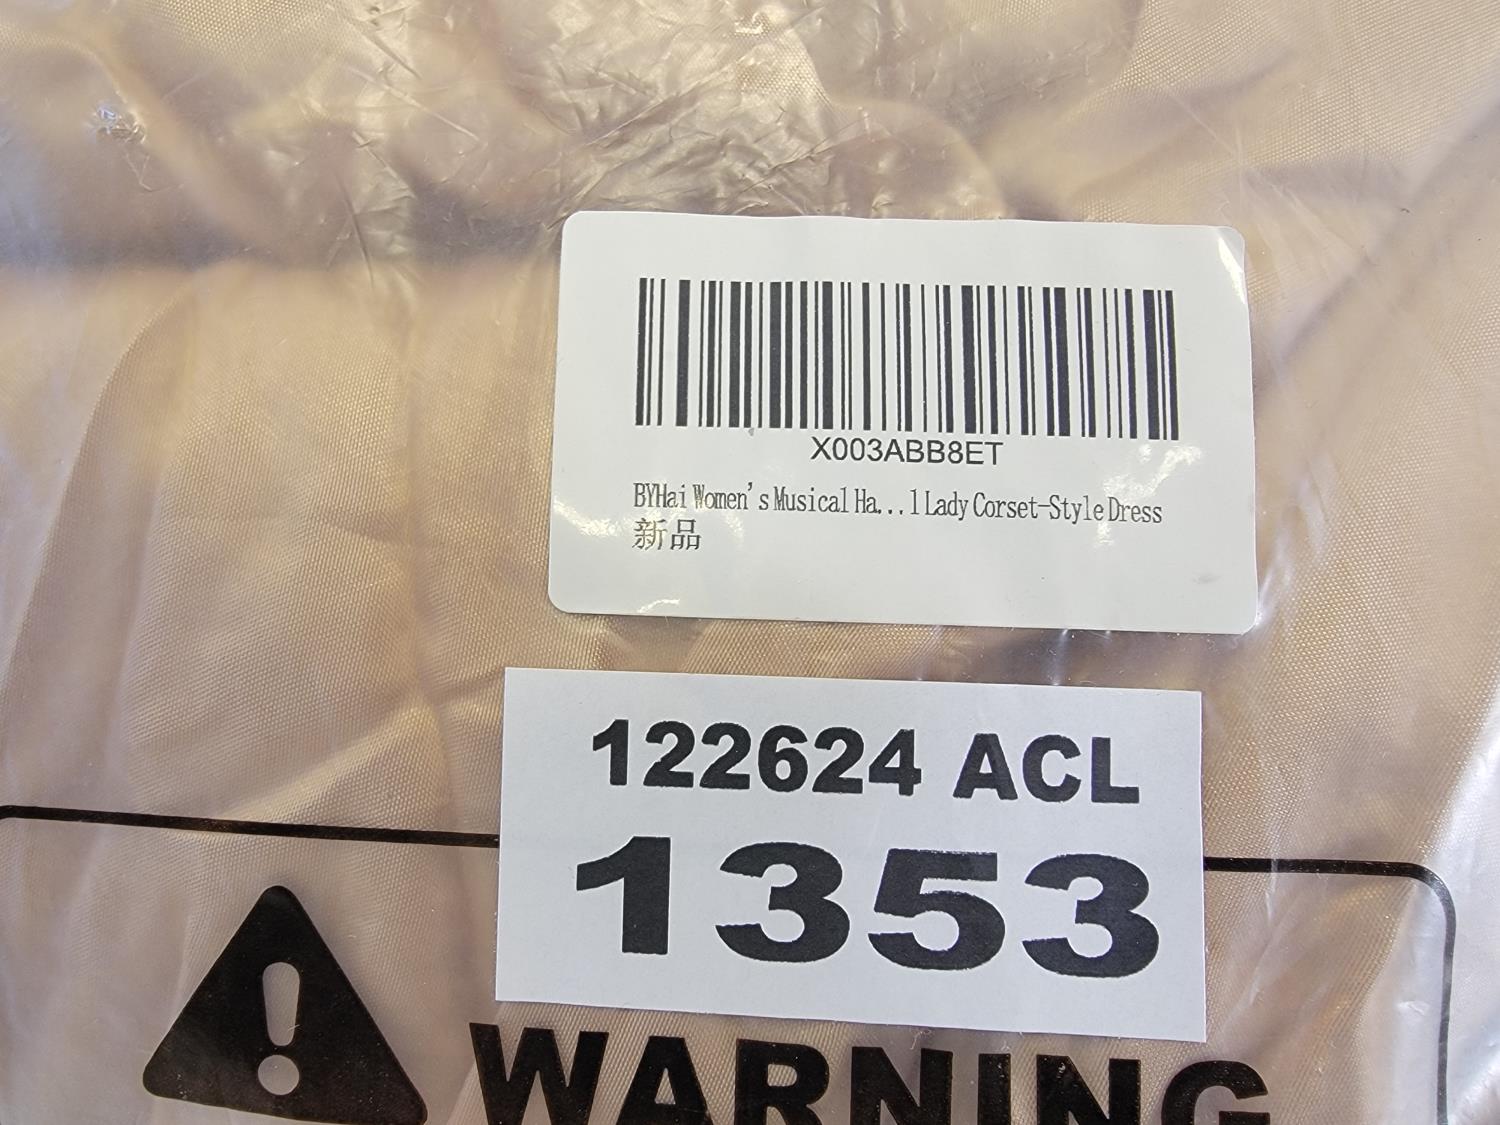 X003ABB8ET
BYHai Women's Musical Ha...l Lady Corset-Style Dress
新品
122624 ACL
1353
WARNING